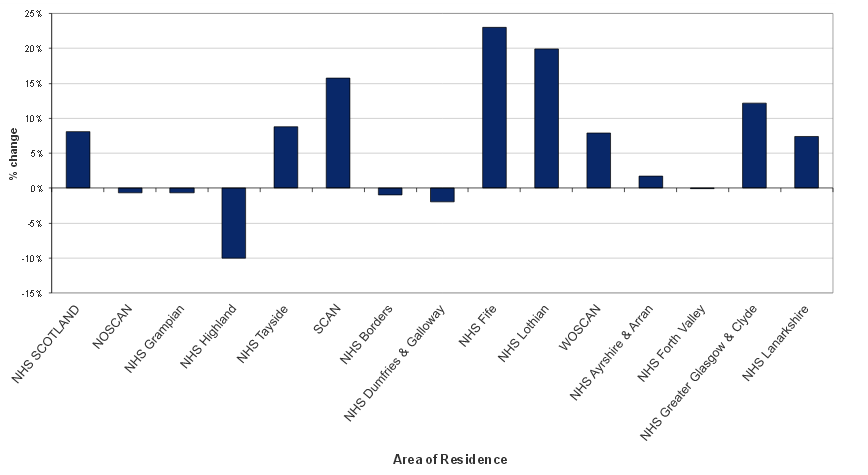 25%
20%
15%
10%
5%
0%
-5%
-10%
-15%
% change
NHS SCOTLAND
NOSCAN
NHS Grampian
NHS Highland
NHS Tayside
SCAN
NHS Borders
NHS Dumfries & Galloway
NHS Fife
NHS Lothian
WOSCAN
NHS Ayrshire & Arran
NHS Forth Valley
NHS Greater Glasgow & Clyde
NHS Lanarkshire
Area of Residence